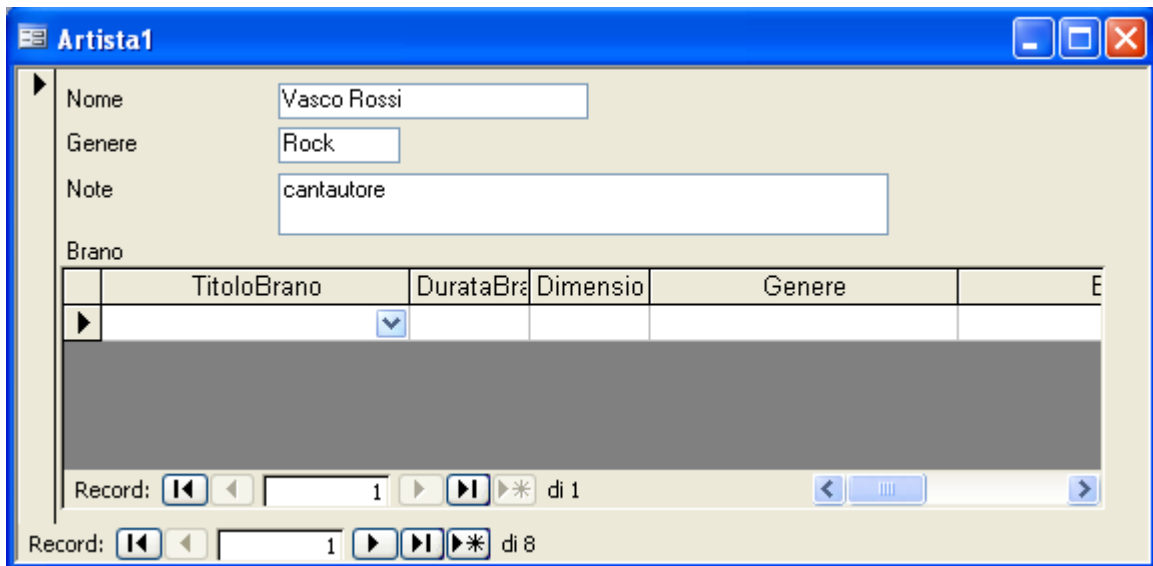 Artista1
Nome Vasco Rossi
Genere Rock
Note cantautore
Brano
TitoloBrano DurataBra Dimensio Genere
Record: 1 di 1
Record: 1 di 8